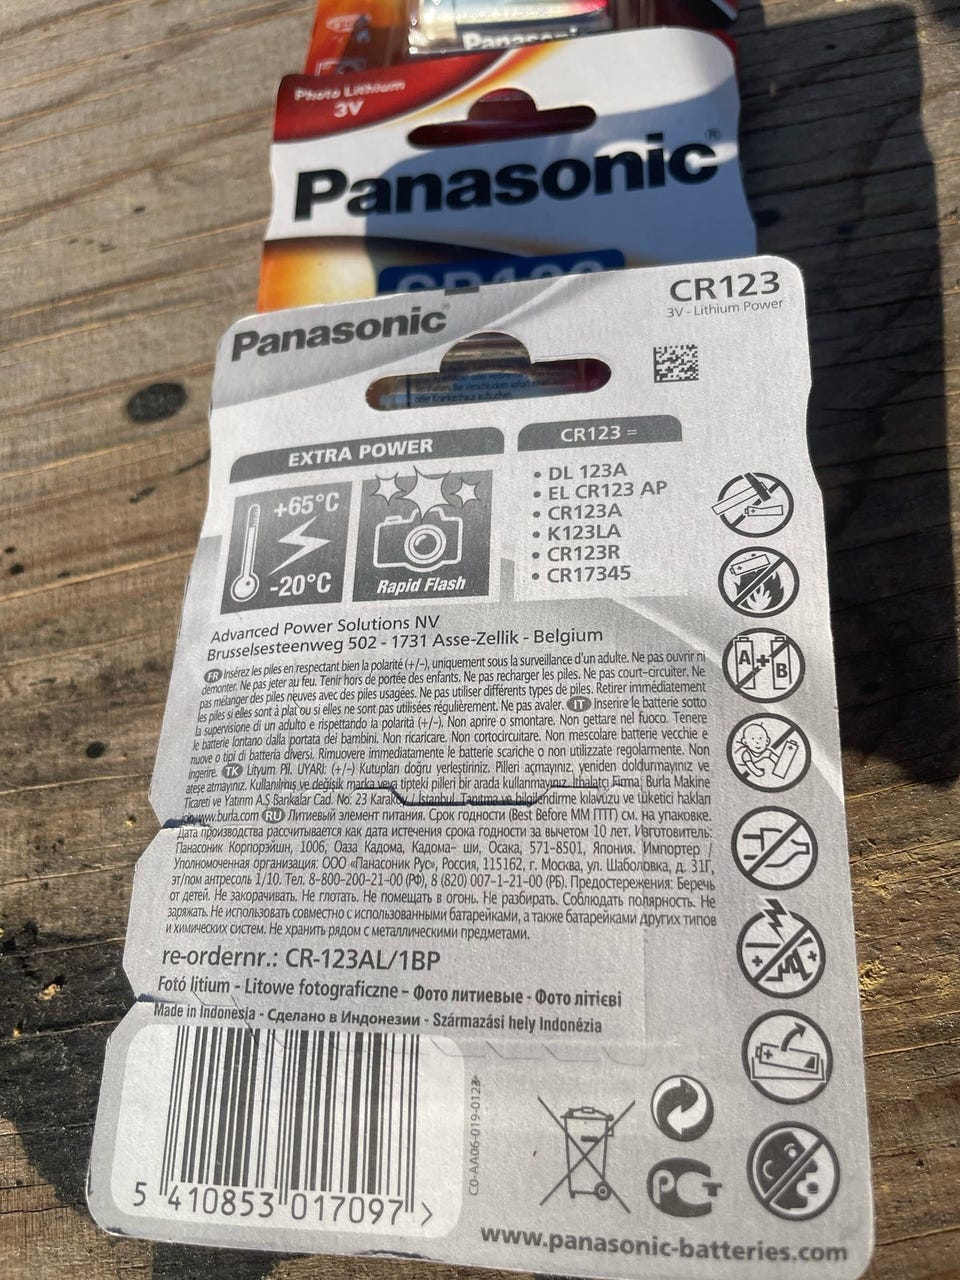 Panasonic
Photo Lithium
3V
Panasonic®
Panasonic
CR123
3V - Lithium Power
oder Krankenhaus aufsuchen.
EXTRA POWER
+65°C
-20°C
Rapid Flash
CR123 =
• DL 123A
• EL CR123 AP
• CR123A
• K123LA
• CR123R
• CR17345
Advanced Power Solutions NV
Brusselsesteenweg 502 - 1731 Asse-Zellik - Belgium
FR Insérez les piles en respectant bien la polarité (+/-), uniquement sous la surveillance d'un adulte. Ne pas ouvrir ni
démonter. Ne pas jeter au feu. Tenir hors de portée des enfants. Ne pas recharger les piles. Ne pas court-circuiter. Ne
pas mélanger des piles neuves avec des piles usagées. Ne pas utiliser différents types de piles. Retirer immédiatement
les piles si elles sont à plat ou si elles ne sont pas utilisées régulièrement. Ne pas avaler. IT Inserire le batterie sotto
la supervisione di un adulto e rispettando la polarità (+/-). Non aprire o smontare. Non gettare nel fuoco. Tenere
le batterie lontano dalla portata dei bambini. Non ricaricare. Non cortocircuitare. Non mescolare batterie vecchie e
nuove o tipi di batteria diversi. Rimuovere immediatamente le batterie scariche o non utilizzate regolarmente. Non
ingerire. TK Lityum Pil. UYARI: (+/-) Kutupları doğru yerleştiriniz. Pilleri açmayınız, yeniden doldurmayınız ve
ateşe atmayınız. Kullanılmış ve değişik marka veya tipteki pilleri bir arada kullanmayınız. İthalatçı Firma: Burla Makine
Ticareti ve Yatırım A.Ş Bankalar Cad. No: 23 Karaköy / İstanbul. Tanıtma ve bilgilendirme kılavuzu ve tüketici hakları
için www.burla.com RU Литиевый элемент питания. Срок годности (Best Before MM ГГГГ) см. на упаковке.
Дата производства рассчитывается как дата истечения срока годности за вычетом 10 лет. Изготовитель:
Панасоник Корпорэйшн, 1006, Оаза Кадома, Кадома- ши, Осака, 571-8501, Япония. Импортер /
Уполномоченная организация: ООО «Панасоник Рус», Россия, 115162, г. Москва, ул. Шаболовка, д. 31Г,
эт/пом антресоль 1/10. Тел. 8-800-200-21-00 (РФ), 8 (820) 007-1-21-00 (РБ). Предостережения: Беречь
от детей. Не закорачивать. Не глотать. Не помещать в огонь. Не разбирать. Соблюдать полярность. Не
заряжать. Не использовать совместно с использованными батарейками, а также батарейками других типов
и химических систем. Не хранить рядом с металлическими предметами.
re-ordernr.: CR-123AL/1BP
Fotó lítium - Litowe fotograficzne - Фото литиевые - Фото літієві
Made in Indonesia - Сделано в Индонезии - Származási hely Indonézia
5 410853 017097 >
C0-AA06-019-0123
A + B
РСТ
www.panasonic-batteries.com